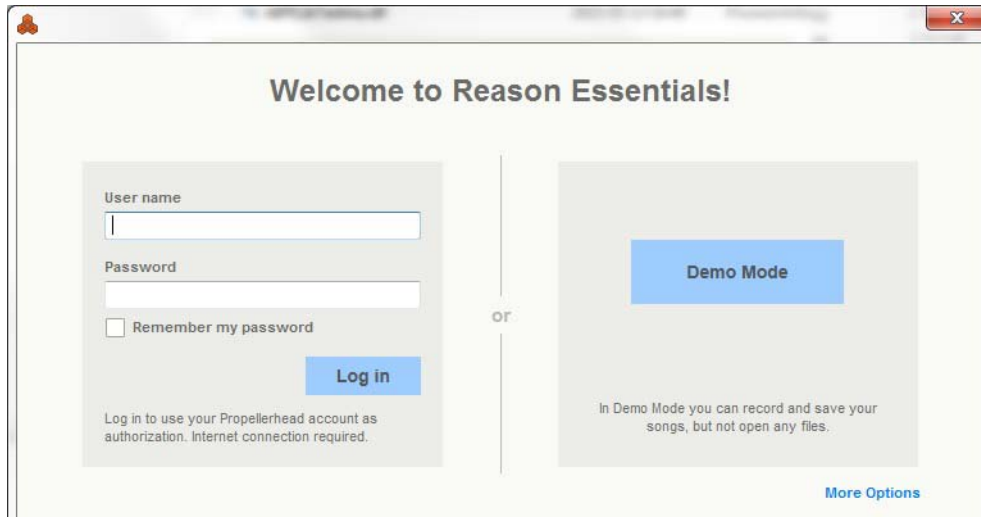 Welcome to Reason Essentials!
User name
Password
Remember my password
Log in
Log in to use your Propellerhead account as
authorization. Internet connection required.
or
Demo Mode
In Demo Mode you can record and save your
songs, but not open any files.
More Options